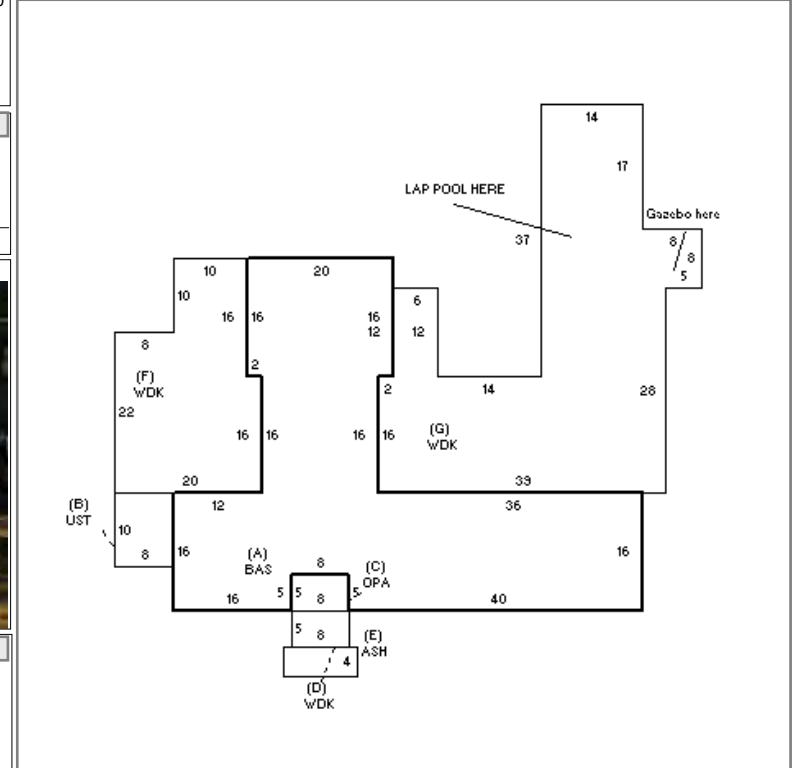 14
17
LAP POOL HERE
Gazebo here
37
8
8
5
10
20
10
6
16
16
16
12
12
8
2
(F)
WDK
2
14
28
22
(G)
WDK
16
16
16
16
20
39
(B)
UST
12
36
10
8
16
(A)
BAS
8
(C)
OPA
16
16
5
5
8
5
40
5
8
(E)
ASH
4
(D)
WDK